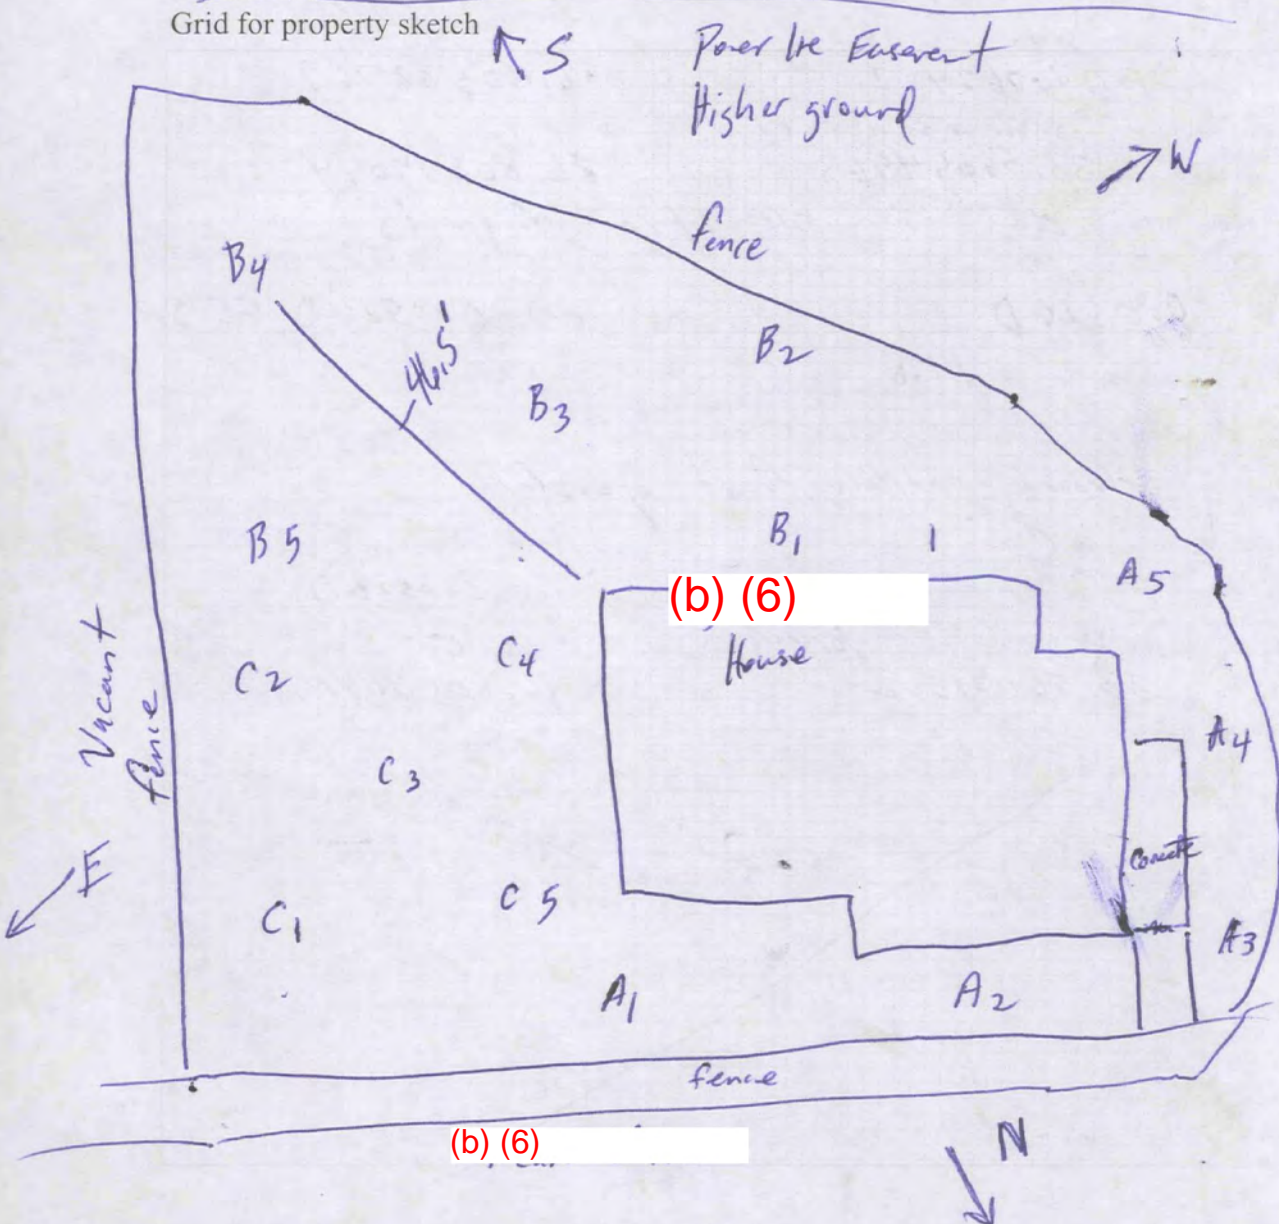 Grid for property sketch
S
Power line Easement
Higher ground
W
fence
B4
46.5'
B2
B3
B5
B1
1
A5
(b) (6)
House
C4
C2
Vacant
fence
A4
C3
Concrete
E
C5
C1
A3
A1
A2
fence
(b) (6)
N